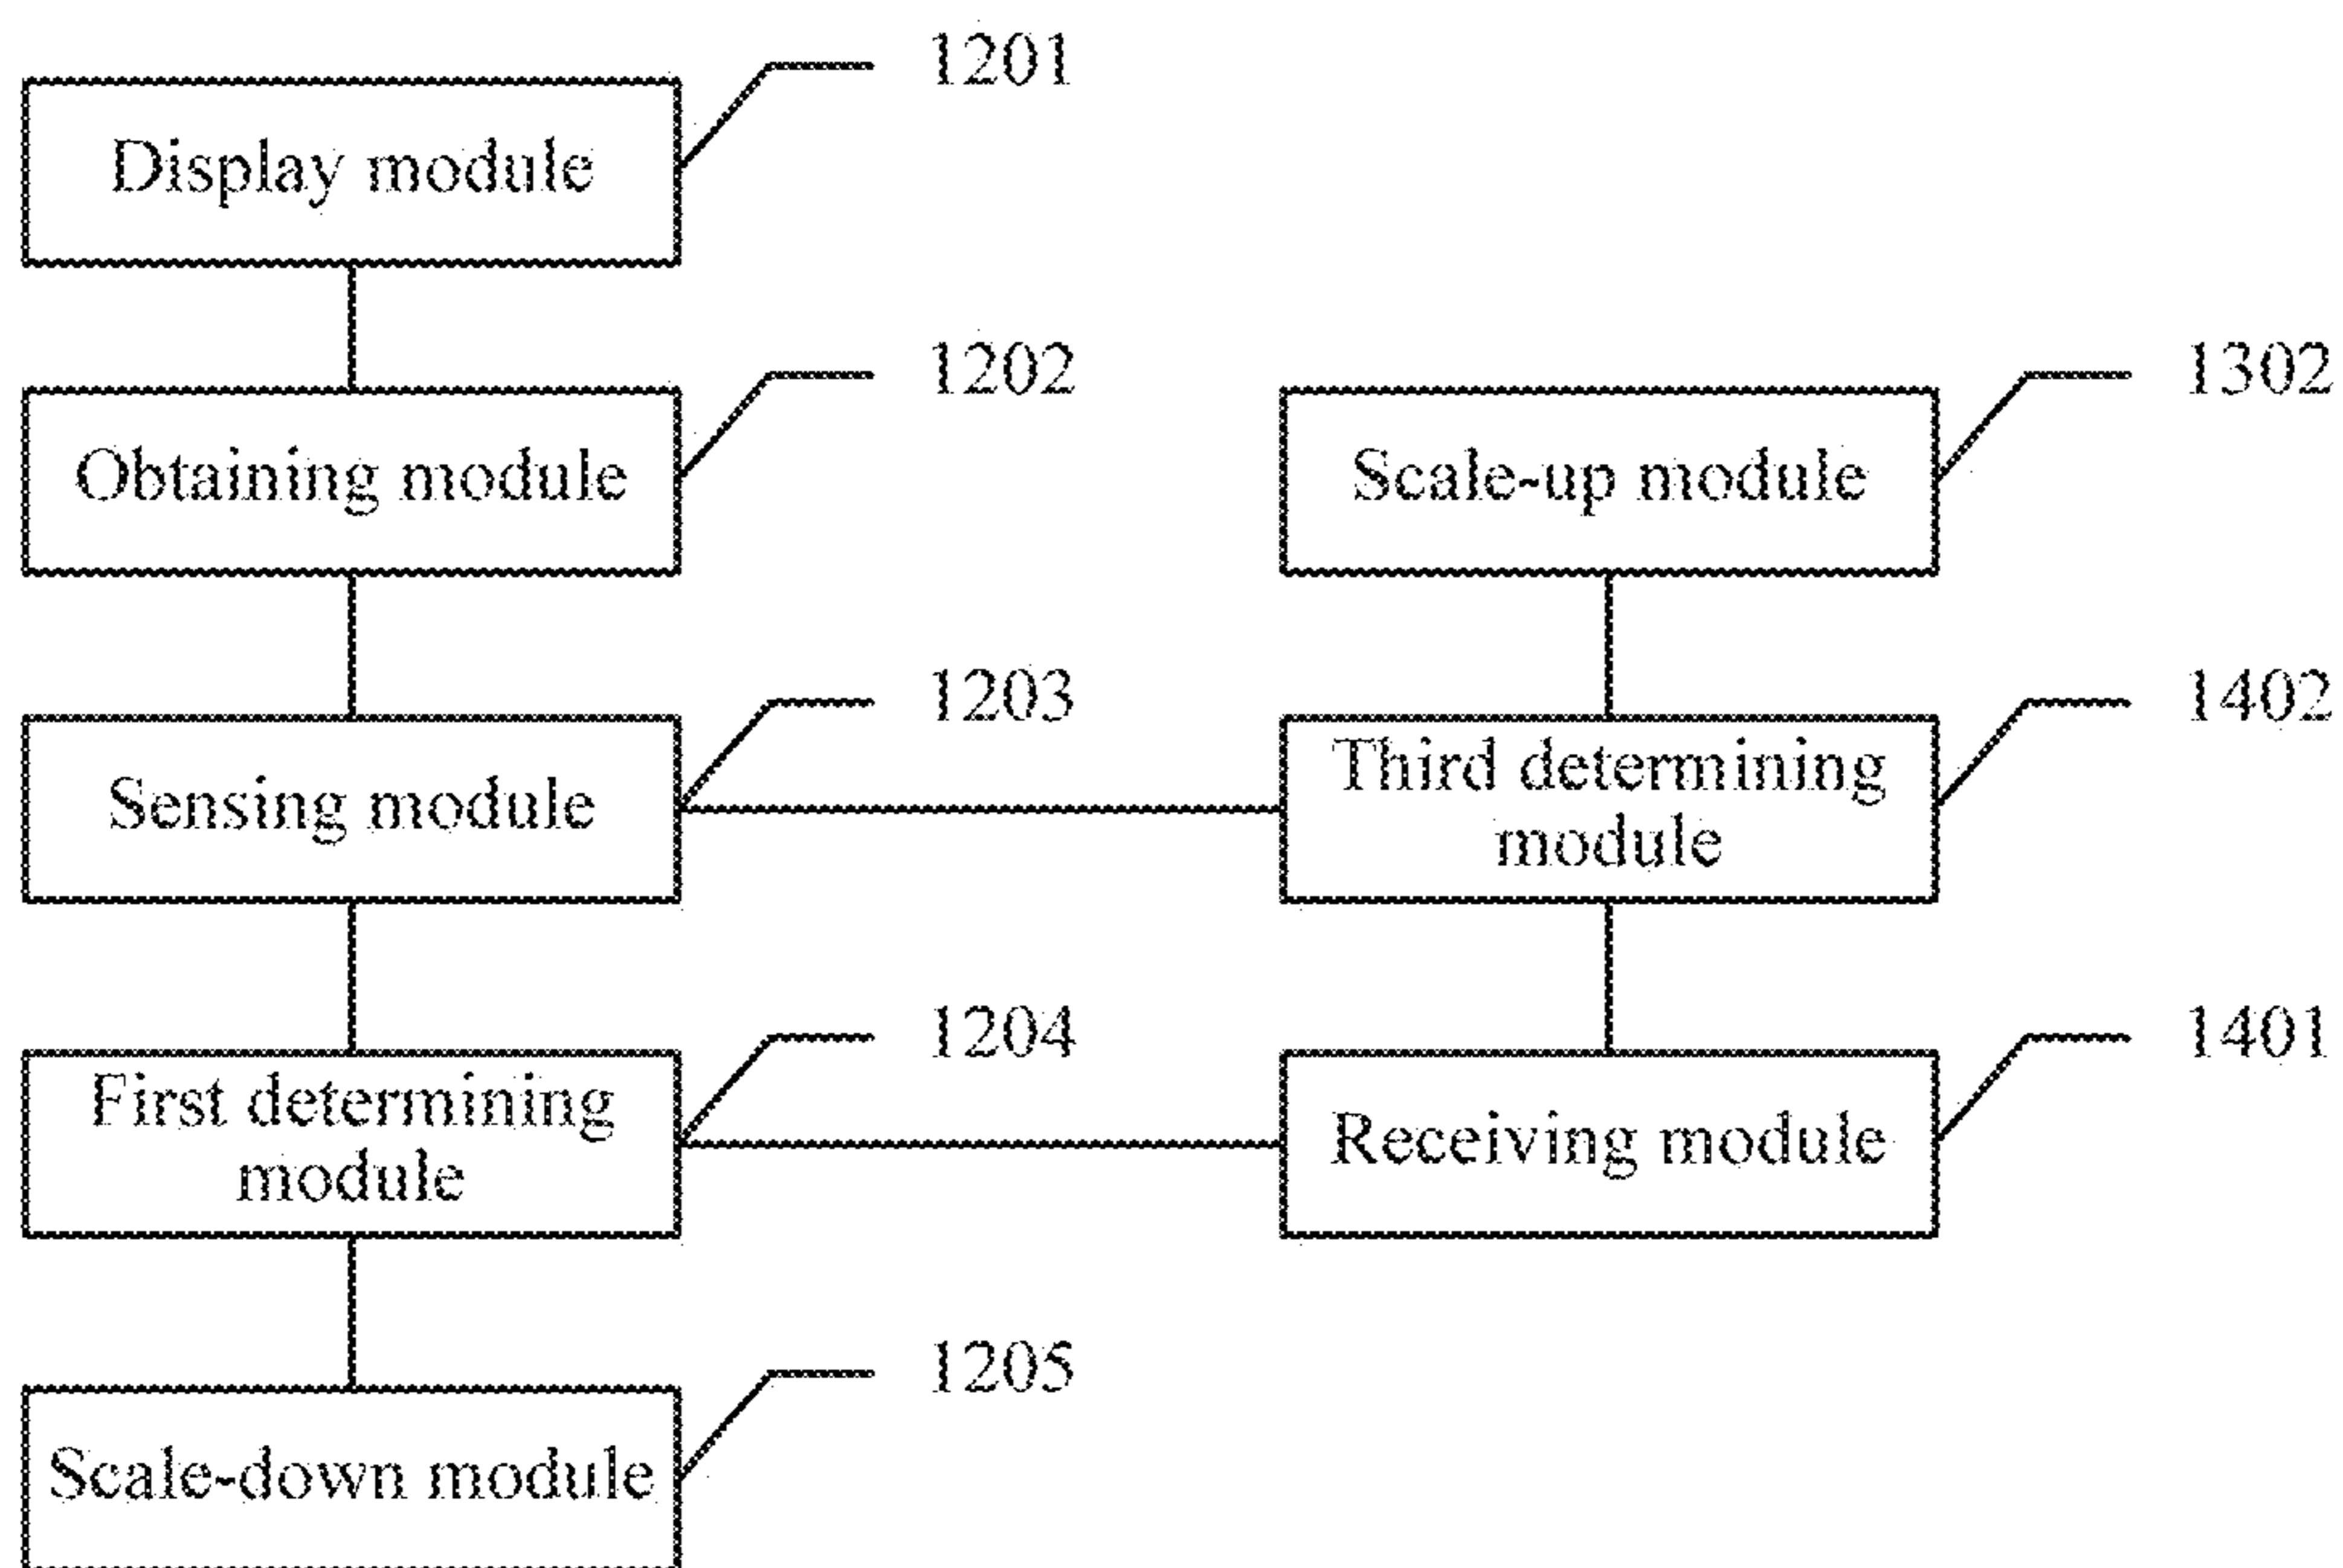 1201
Display module
1202
Obtaining module
1302
Scale-up module
1203
Sensing module
1402
Third determining
module
1204
First determining
module
1401
Receiving module
1205
Scale-down module